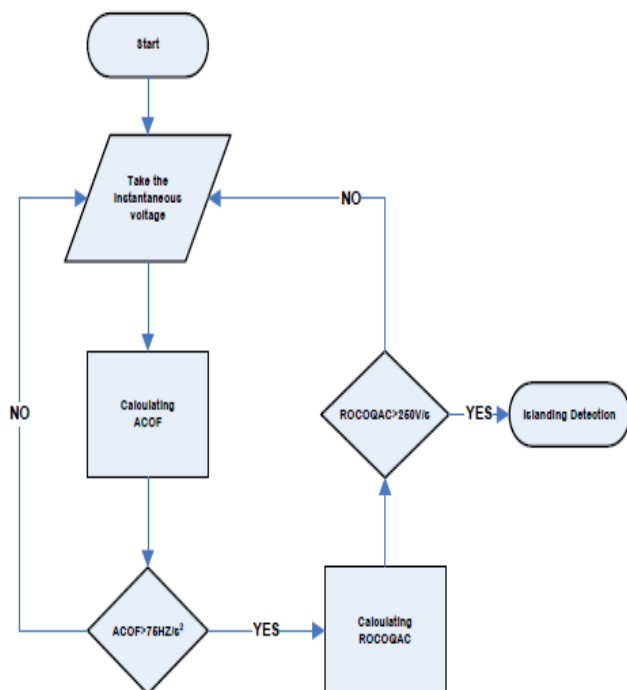 Start
Take the
instantaneous
voltage
NO
NO
Calculating
ACOF
ROCOQAC>250V/s
YES
Islanding Detection
ACOF>75HZ/s²
YES
Calculating
ROCOQAC